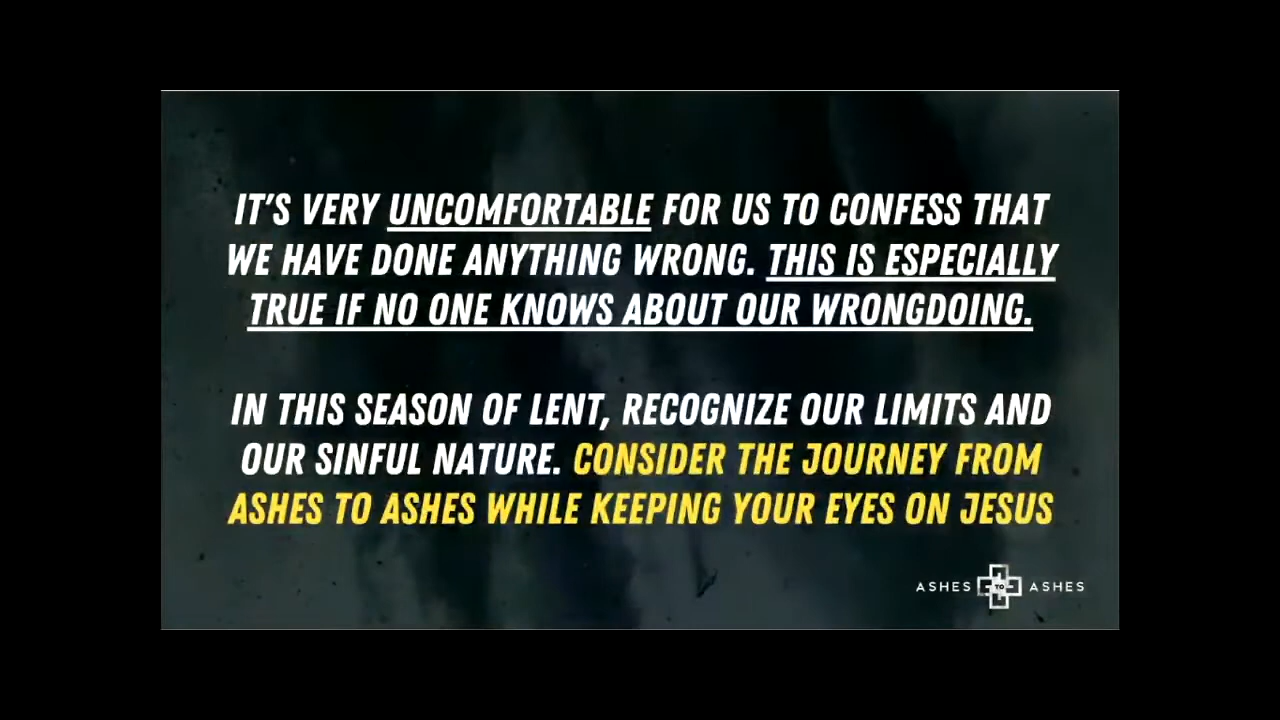 IT'S VERY UNCOMFORTABLE FOR US TO CONFESS THAT
WE HAVE DONE ANYTHING WRONG. THIS IS ESPECIALLY
TRUE IF NO ONE KNOWS ABOUT OUR WRONGDOING.
IN THIS SEASON OF LENT, RECOGNIZE OUR LIMITS AND
OUR SINFUL NATURE. CONSIDER THE JOURNEY FROM
ASHES TO ASHES WHILE KEEPING YOUR EYES ON JESUS
ASHES TO ASHES